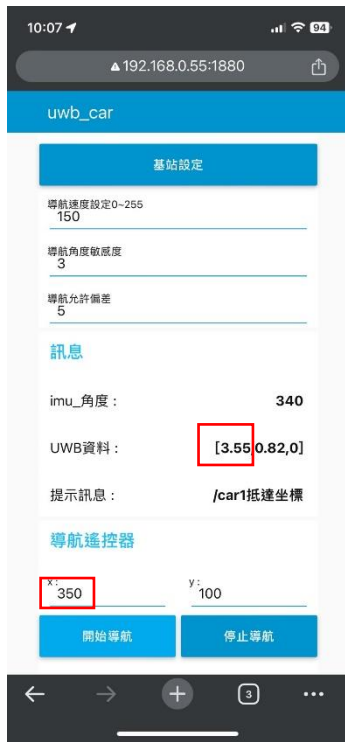 10:07 94
192.168.0.55:1880
uwb_car
基站設定
導航速度設定0~255
150
導航角度敏感度
3
導航允許偏差
5
訊息
imu_角度 : 340
UWB資料 : [3.55,0.82,0]
提示訊息 : /car1抵達坐標
導航遙控器
x : y :
350 100
開始導航 停止導航
3